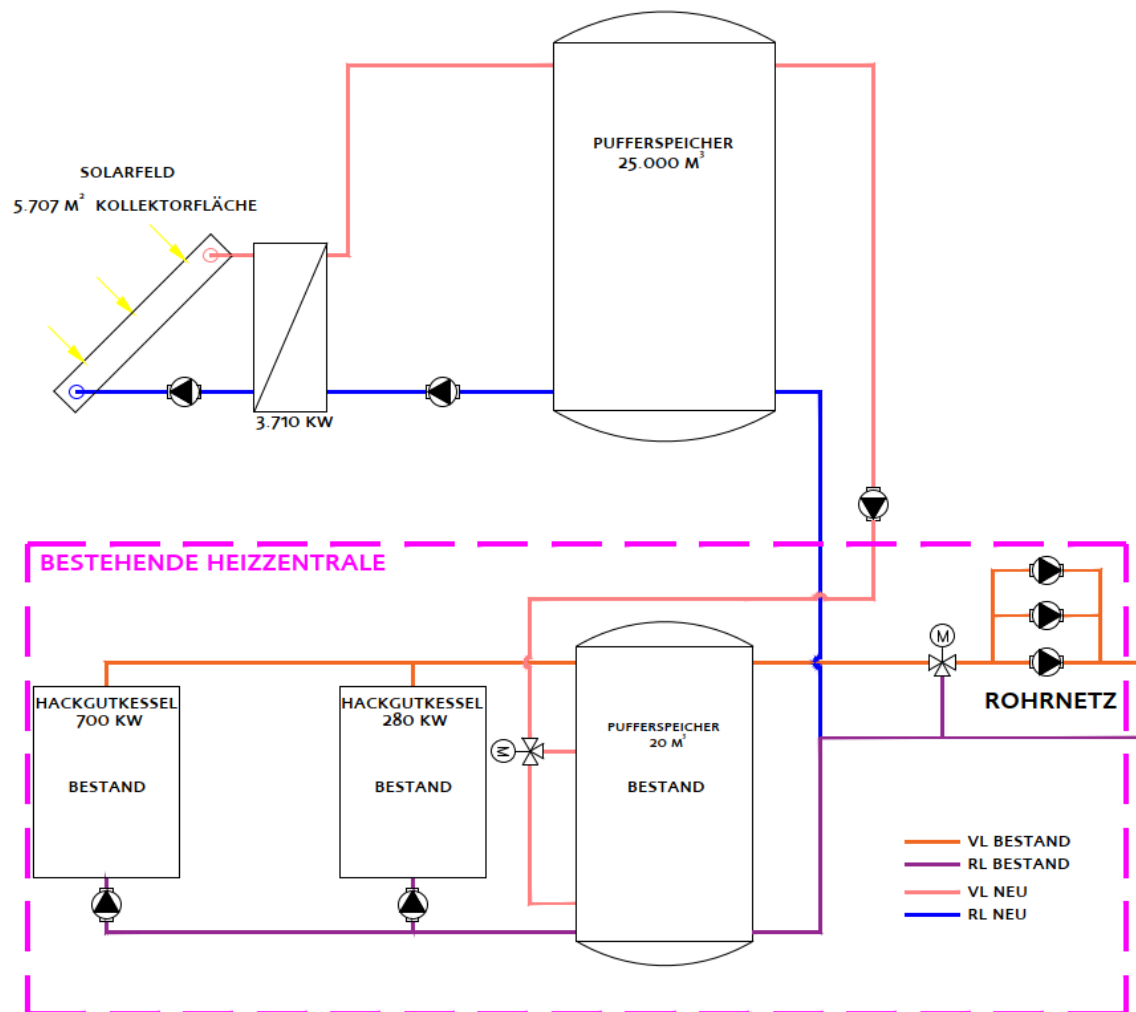 PUFFERSPEICHER
25.000 M³
SOLARFELD
5.707 M² KOLLEKTORFLÄCHE
3.710 KW
BESTEHENDE HEIZZENTRALE
M
ROHRNETZ
HACKGUTKESSEL
700 KW
BESTAND
HACKGUTKESSEL
280 KW
BESTAND
M
PUFFERSPEICHER
20 M³
BESTAND
VL BESTAND
RL BESTAND
VL NEU
RL NEU